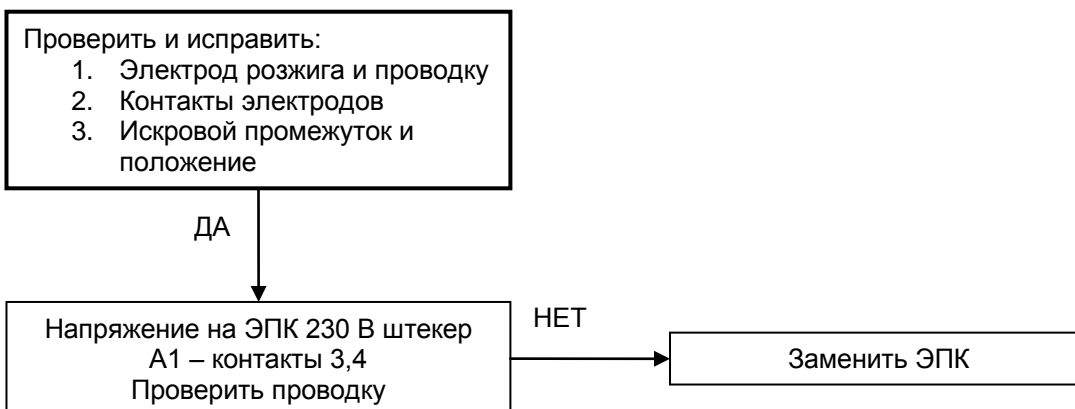 Проверить и исправить:
1. Электрод розжига и проводку
2. Контакты электродов
3. Искровой промежуток и
положение
ДА
Напряжение на ЭПК 230 В штекер
А1 – контакты 3,4
Проверить проводку
НЕТ
Заменить ЭПК